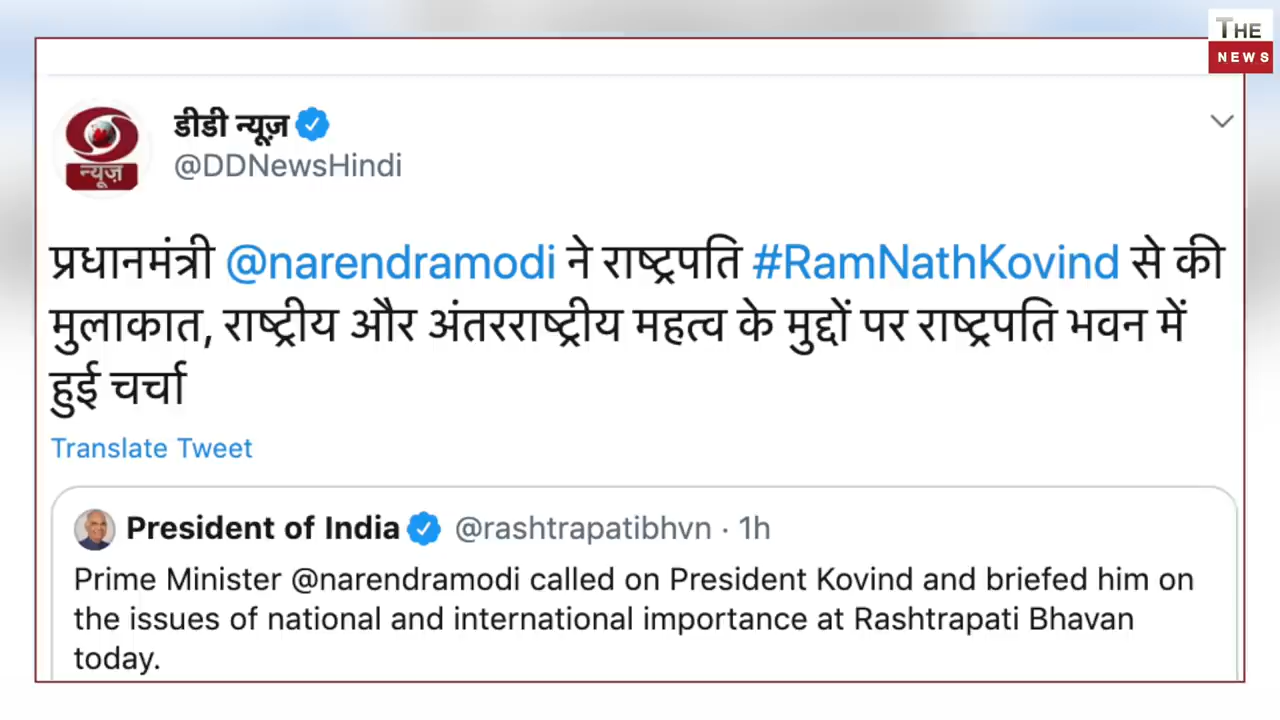 THE
NEWS
डीडी न्यूज़
@DDNewsHindi
न्यूज़
प्रधानमंत्री @narendramodi ने राष्ट्रपति #RamNathKovind से की
मुलाकात, राष्ट्रीय और अंतरराष्ट्रीय महत्व के मुद्दों पर राष्ट्रपति भवन में
हुई चर्चा
Translate Tweet
President of India @rashtrapatibhvn · 1h
Prime Minister @narendramodi called on President Kovind and briefed him on
the issues of national and international importance at Rashtrapati Bhavan
today.